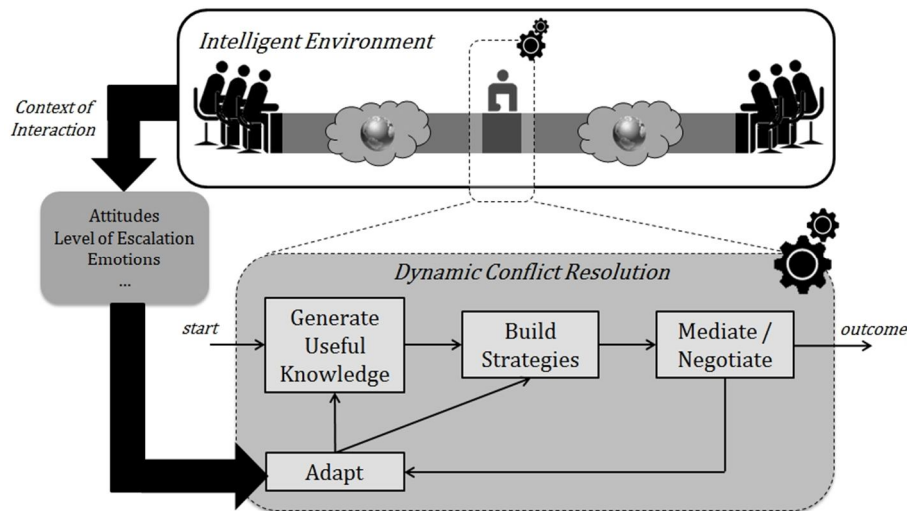 Intelligent Environment
Context of
Interaction
Attitudes
Level of Escalation
Emotions
...
Dynamic Conflict Resolution
start
Generate
Useful
Knowledge
Build
Strategies
Mediate /
Negotiate
outcome
Adapt